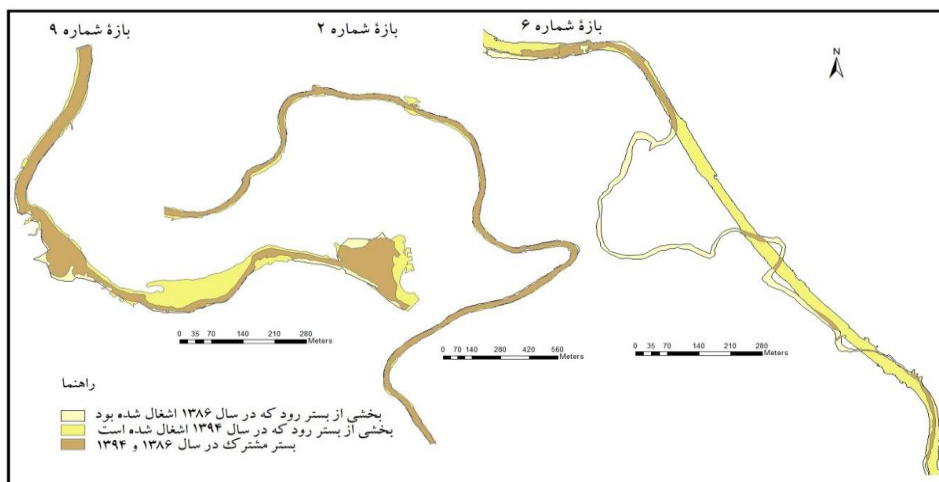 بازهٔ شماره ۹
بازهٔ شماره ۲
بازهٔ شماره ۶
N
0 35 70 140 210 280
Meters
0 70 140 280 420 560
Meters
0 35 70 140 210 280
Meters
راهنما
بخشی از بستر رود که در سال ۱۳۸۶ اشغال شده بود
بخشی از بستر رود که در سال ۱۳۹۴ اشغال شده است
بستر مشترک در سال ۱۳۸۶ و ۱۳۹۴